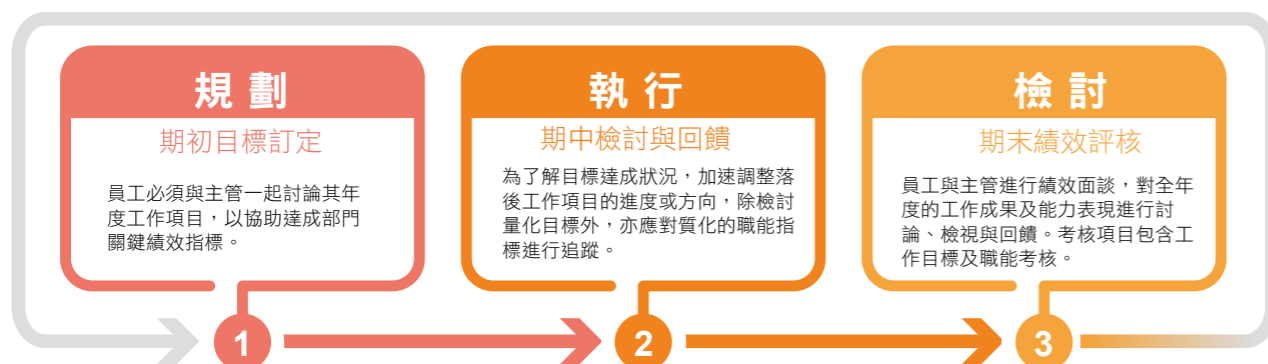 規劃
期初目標訂定
員工必須與主管一起討論其年
度工作項目，以協助達成部門
關鍵績效指標。
1
執行
期中檢討與回饋
為了解目標達成狀況，加速調整落
後工作項目的進度或方向，除檢討
量化目標外，亦應對質化的職能指
標進行追蹤。
2
檢討
期末績效評核
員工與主管進行績效面談，對全年
度的工作成果及能力表現進行討
論、檢視與回饋。考核項目包含工
作目標及職能考核。
3